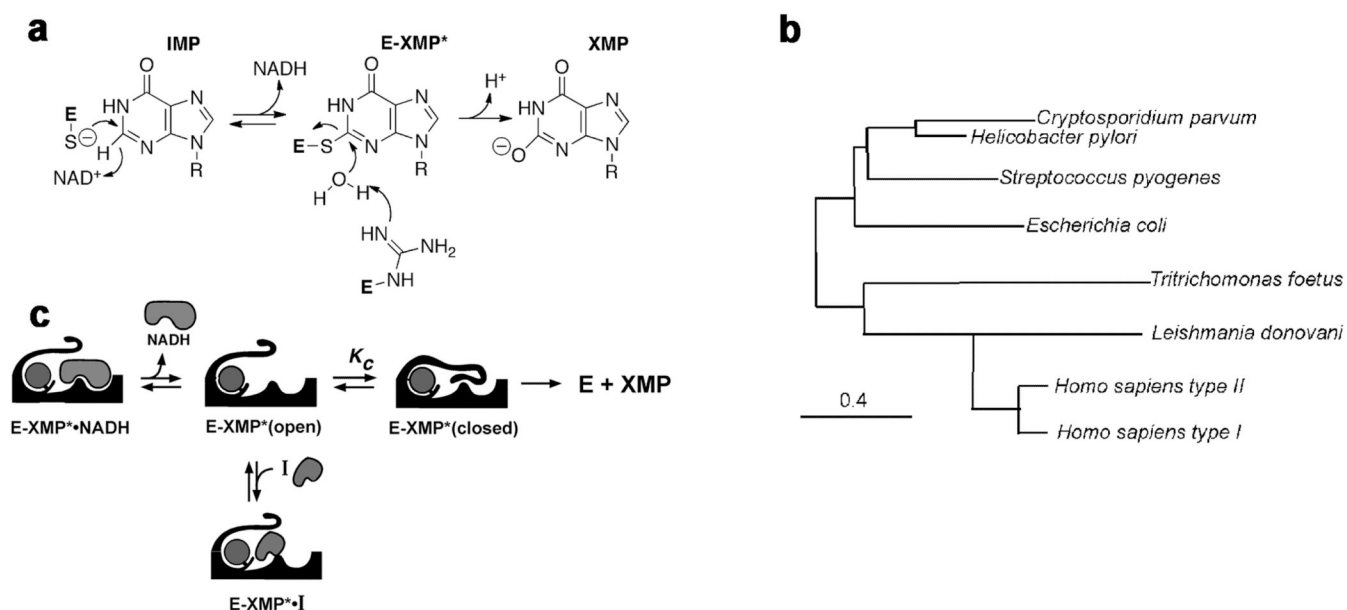 a
IMP
E-XMP*
XMP
NADH
H⁺
O
O
O
HN
N
HN
N
HN
N
E
S
⊖
H
N
N
R
NAD⁺
E–S
N
N
R
⊖
O
N
N
R
O
H
H
HN
NH₂
E
NH
b
Cryptosporidium parvum
Helicobacter pylori
Streptococcus pyogenes
Escherichia coli
Tritrichomonas foetus
Leishmania donovani
Homo sapiens type II
Homo sapiens type I
0.4
c
NADH
Kc
E + XMP
E-XMP*•NADH
E-XMP*(open)
E-XMP*(closed)
I
E-XMP*•I